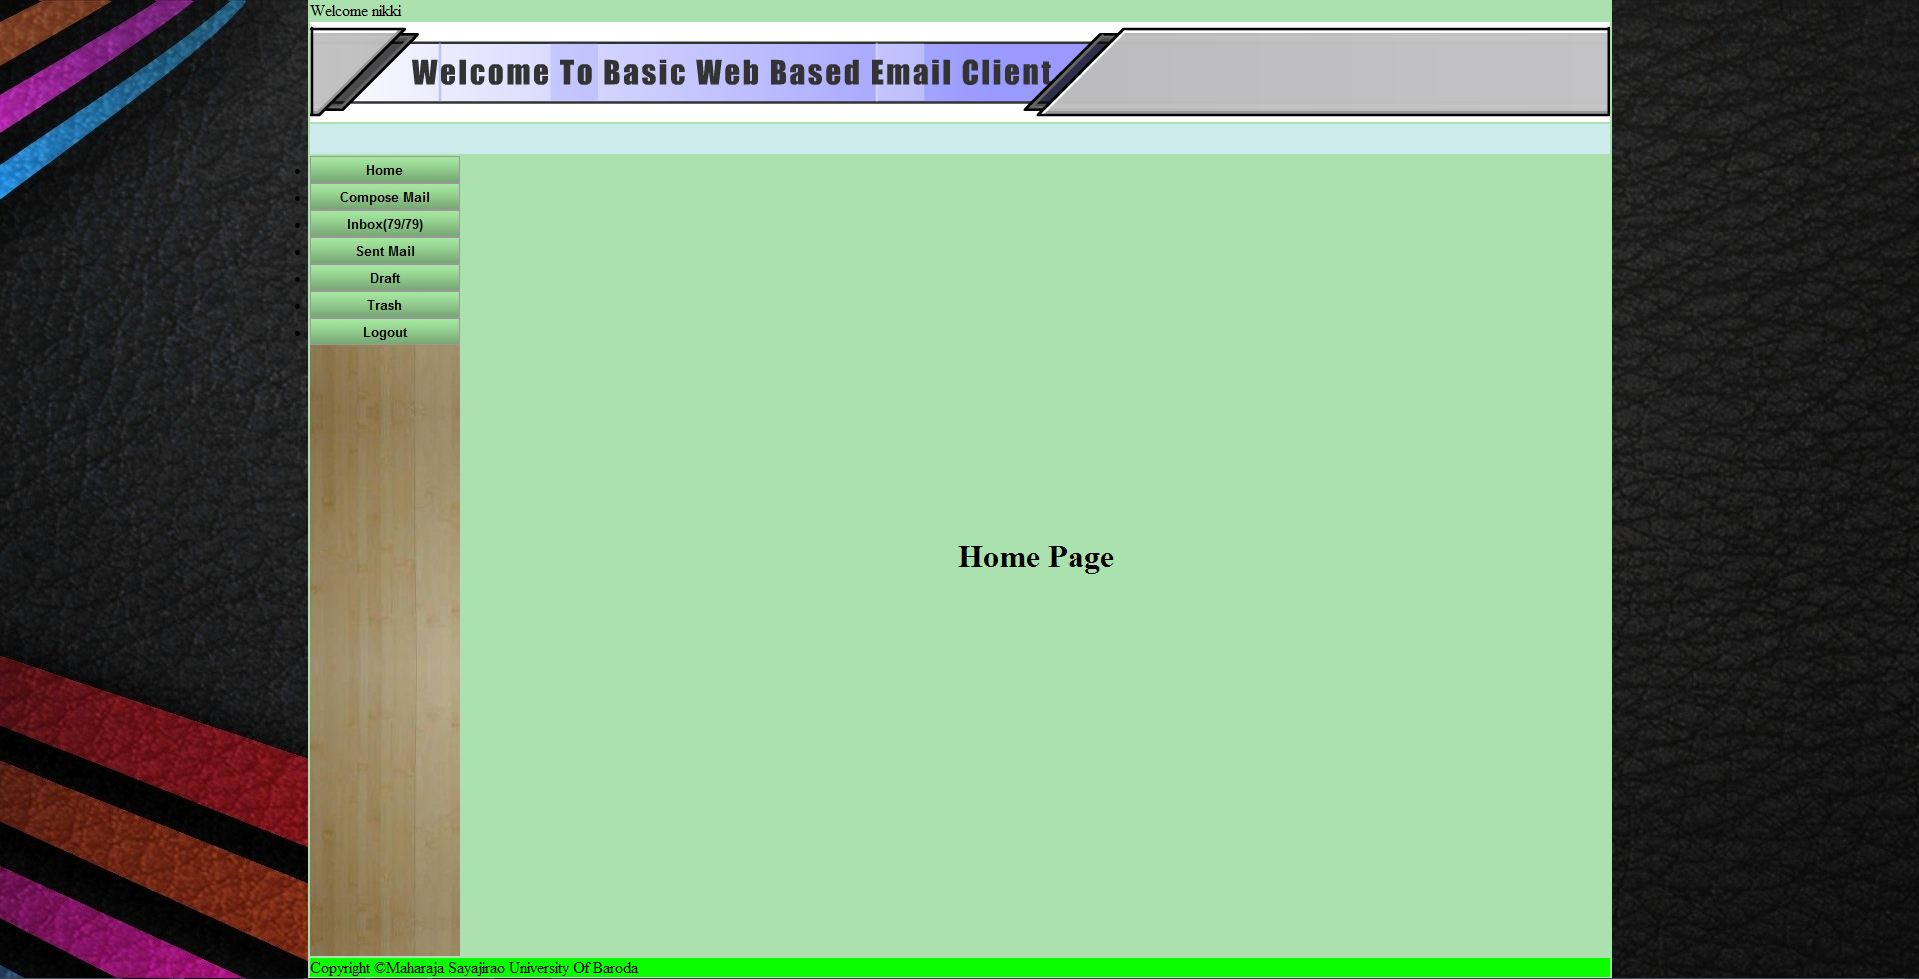 Welcome nikki
Welcome To Basic Web Based Email Client
Home
Compose Mail
Inbox(79/79)
Sent Mail
Draft
Trash
Logout
Home Page
Copyright ©Maharaja Sayajirao University Of Baroda